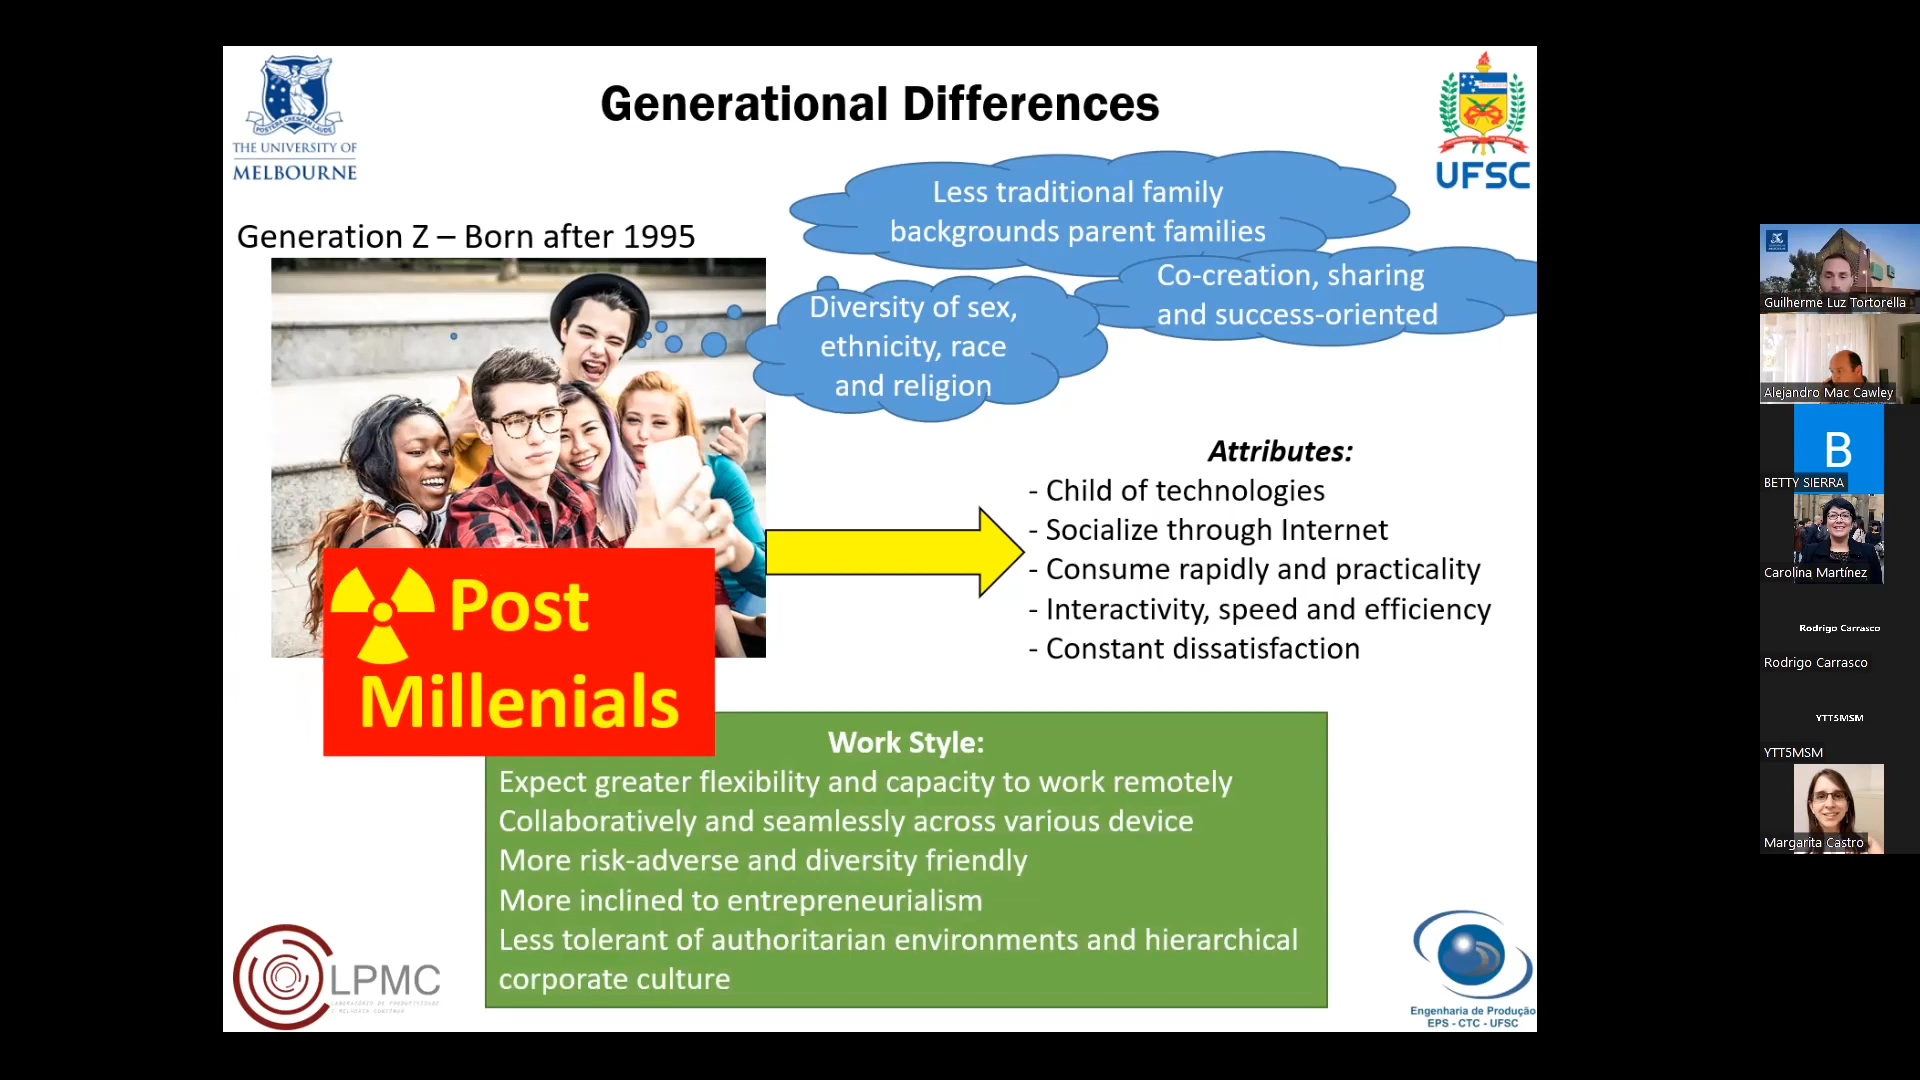 Generational Differences
THE UNIVERSITY OF
MELBOURNE
UFSC
Generation Z – Born after 1995
Less traditional family
backgrounds parent families
Co-creation, sharing
and success-oriented
Diversity of sex,
ethnicity, race
and religion
Attributes:
- Child of technologies
- Socialize through Internet
- Consume rapidly and practicality
- Interactivity, speed and efficiency
- Constant dissatisfaction
Post
Millenials
Work Style:
Expect greater flexibility and capacity to work remotely
Collaboratively and seamlessly across various device
More risk-adverse and diversity friendly
More inclined to entrepreneurialism
Less tolerant of authoritarian environments and hierarchical
corporate culture
LPMC
Engenharia de Produção
EPS - CTC - UFSC
Guilherme Luz Tortorella
Alejandro Mac Cawley
B
BETTY SIERRA
Carolina Martínez
Rodrigo Carrasco
Rodrigo Carrasco
YTT5MSM
YTT5MSM
Margarita Castro